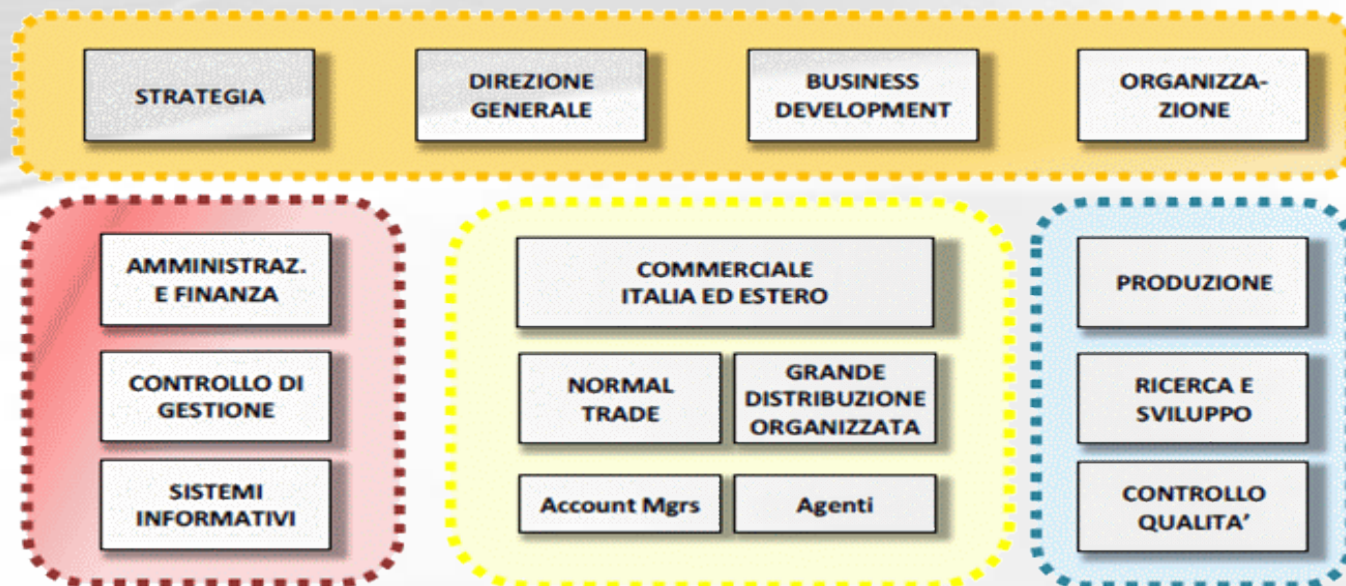 STRATEGIA
DIREZIONE
GENERALE
BUSINESS
DEVELOPMENT
ORGANIZZA-
ZIONE
AMMINISTRAZ.
E FINANZA
CONTROLLO DI
GESTIONE
SISTEMI
INFORMATIVI
COMMERCIALE
ITALIA ED ESTERO
NORMAL
TRADE
GRANDE
DISTRIBUZIONE
ORGANIZZATA
Account Mgrs
Agenti
PRODUZIONE
RICERCA E
SVILUPPO
CONTROLLO
QUALITA’